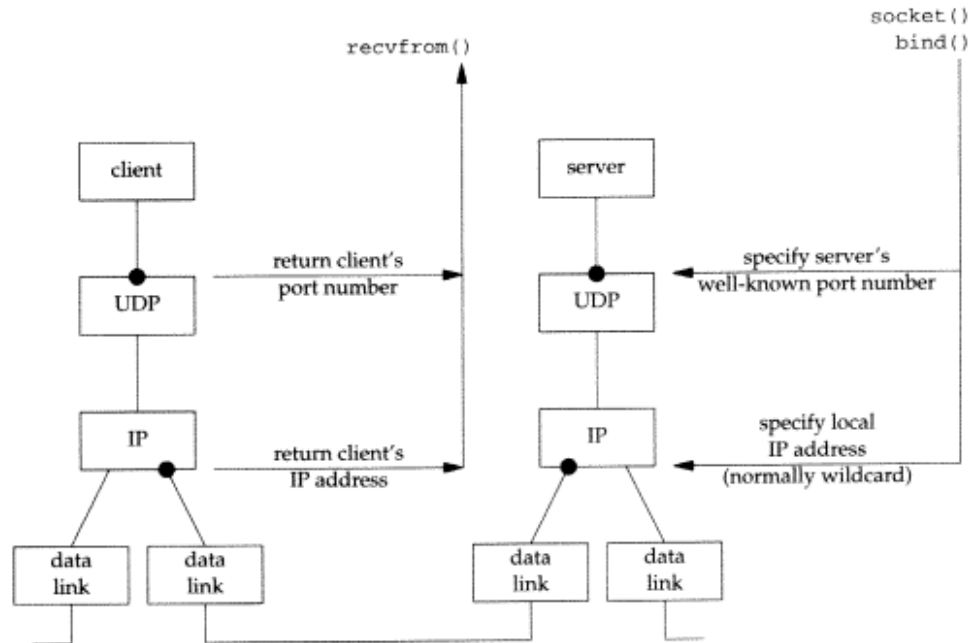 socket()
recvfrom()
bind()
client
server
return client's
port number
specify server's
well-known port number
UDP
UDP
IP
IP
return client's
IP address
specify local
IP address
(normally wildcard)
data
link
data
link
data
link
data
link